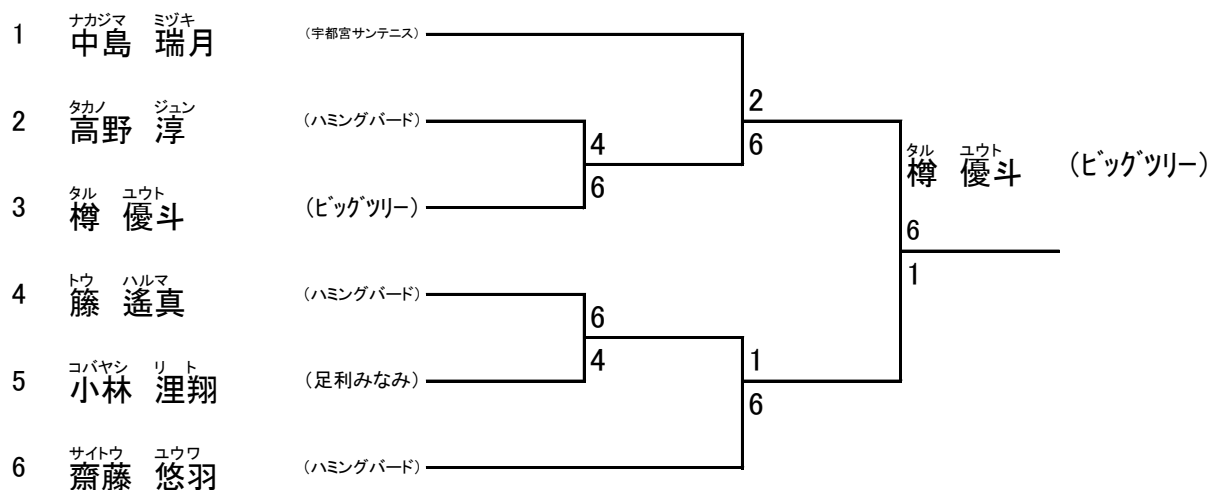 ナカジマ ミヅキ
1 中島 瑞月 (宇都宮サンテニス)
2
タカノ ジュン
2 高野 淳 (ハミングバード)
4
6
タル ユウト
樽 優斗 (ビッグツリー)
6
タル ユウト
3 樽 優斗 (ビッグツリー)
6
1
トウ ハルマ
4 籐 遙真 (ハミングバード)
6
4
1
コバヤシ リト
5 小林 浬翔 (足利みなみ)
6
サイトウ ユウワ
6 齋藤 悠羽 (ハミングバード)